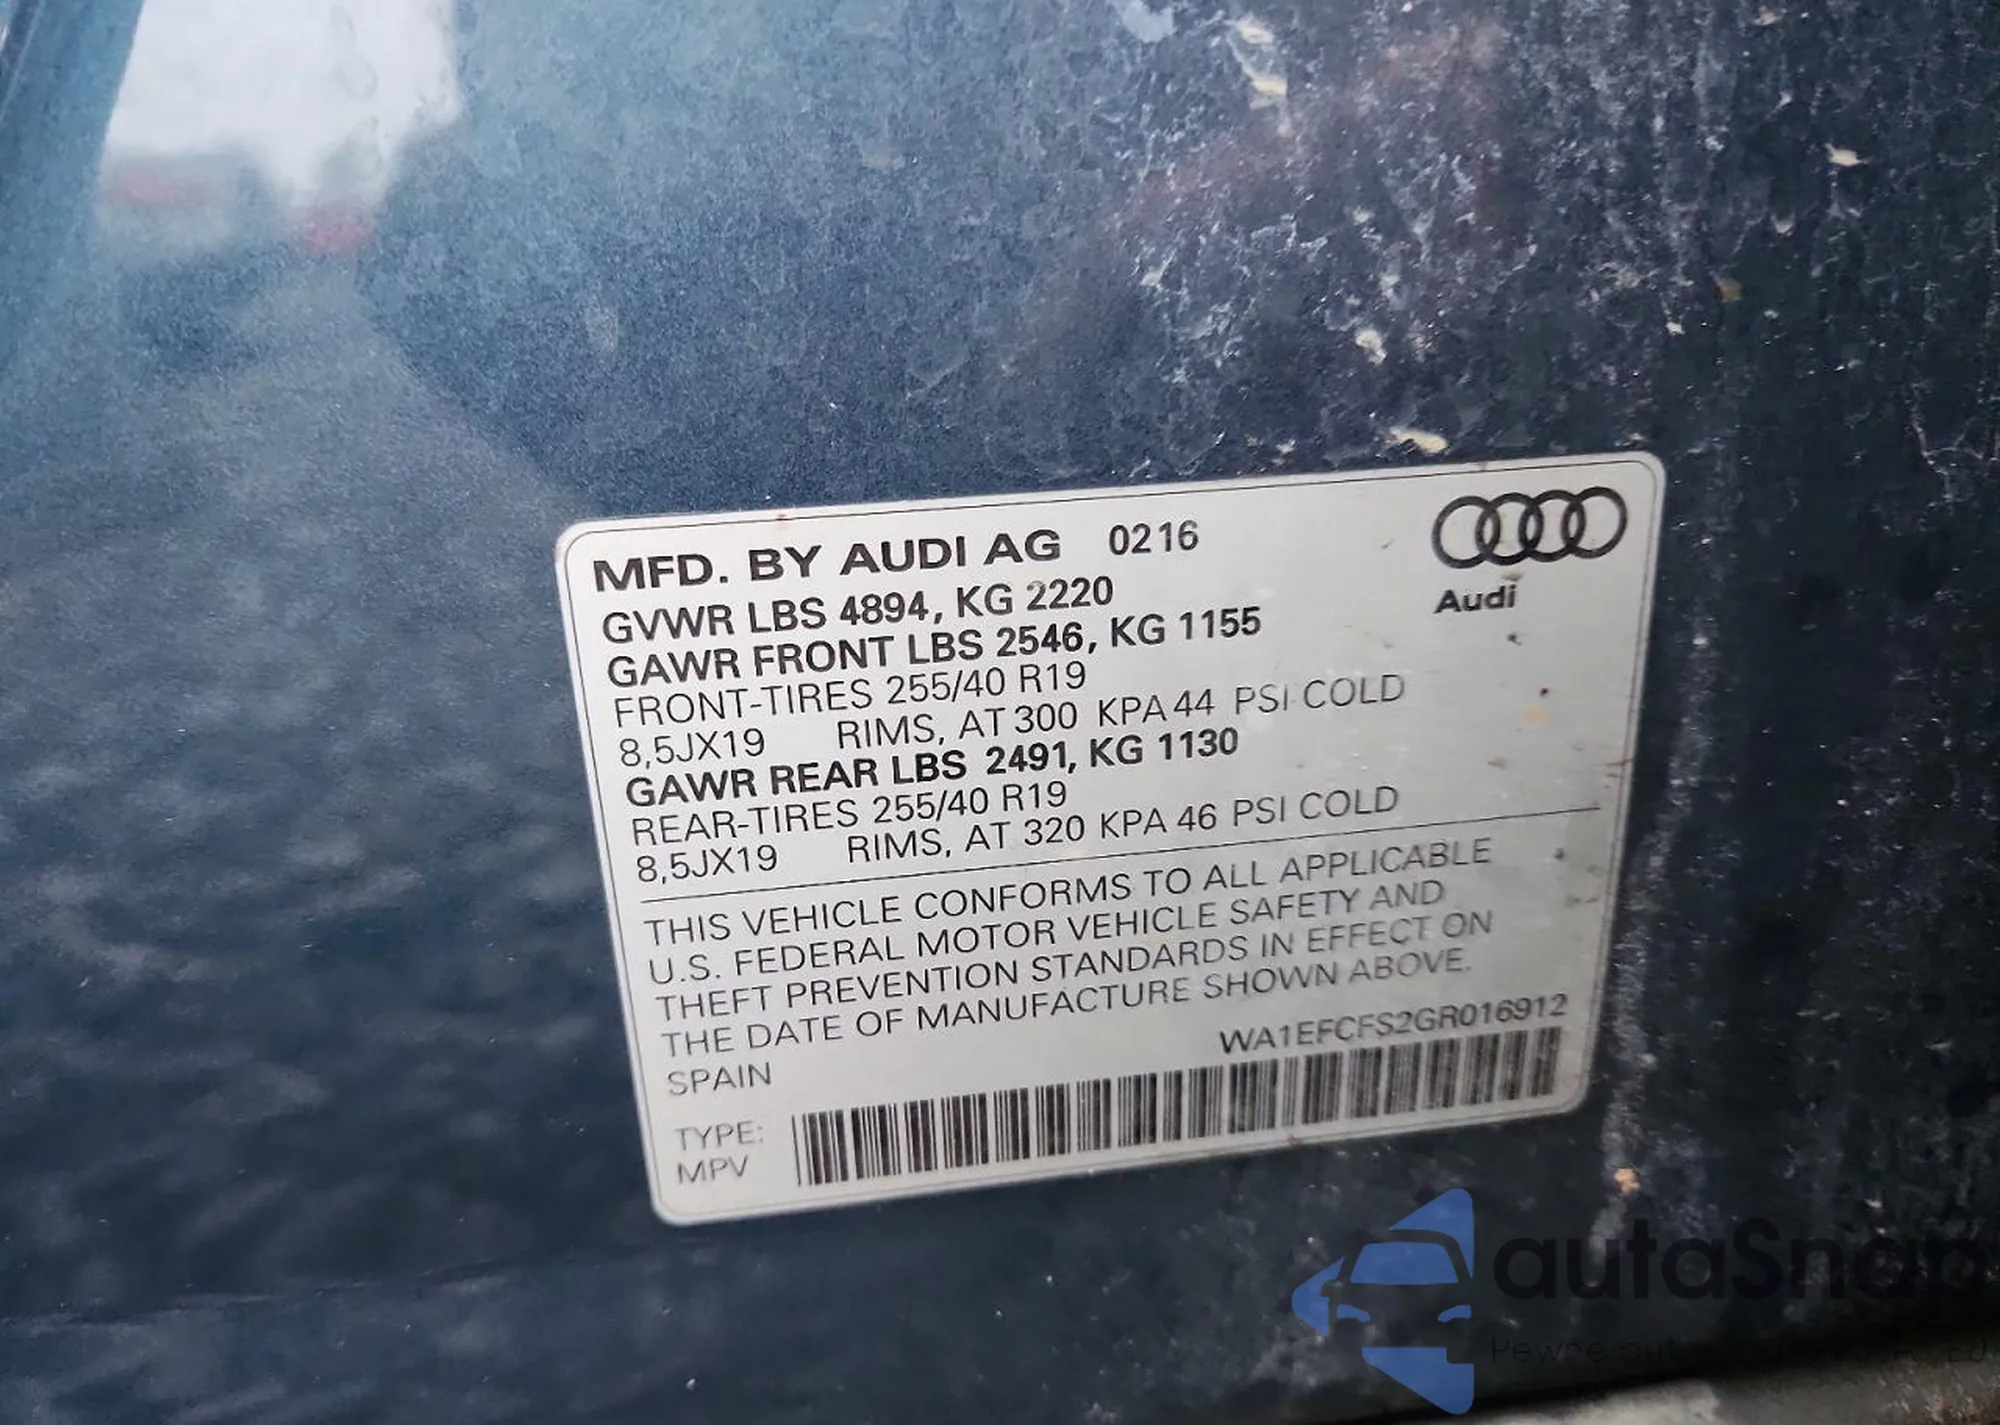 MFD. BY AUDI AG 0216
Audi
GVWR LBS 4894, KG 2220
GAWR FRONT LBS 2546, KG 1155
FRONT-TIRES 255/40 R19
8,5JX19 RIMS, AT 300 KPA 44 PSI COLD
GAWR REAR LBS 2491, KG 1130
REAR-TIRES 255/40 R19
8,5JX19 RIMS, AT 320 KPA 46 PSI COLD
THIS VEHICLE CONFORMS TO ALL APPLICABLE
U.S. FEDERAL MOTOR VEHICLE SAFETY AND
THEFT PREVENTION STANDARDS IN EFFECT ON
THE DATE OF MANUFACTURE SHOWN ABOVE.
SPAIN WA1EFCFS2GR016912
TYPE:
MPV
autaSnap
Pewne